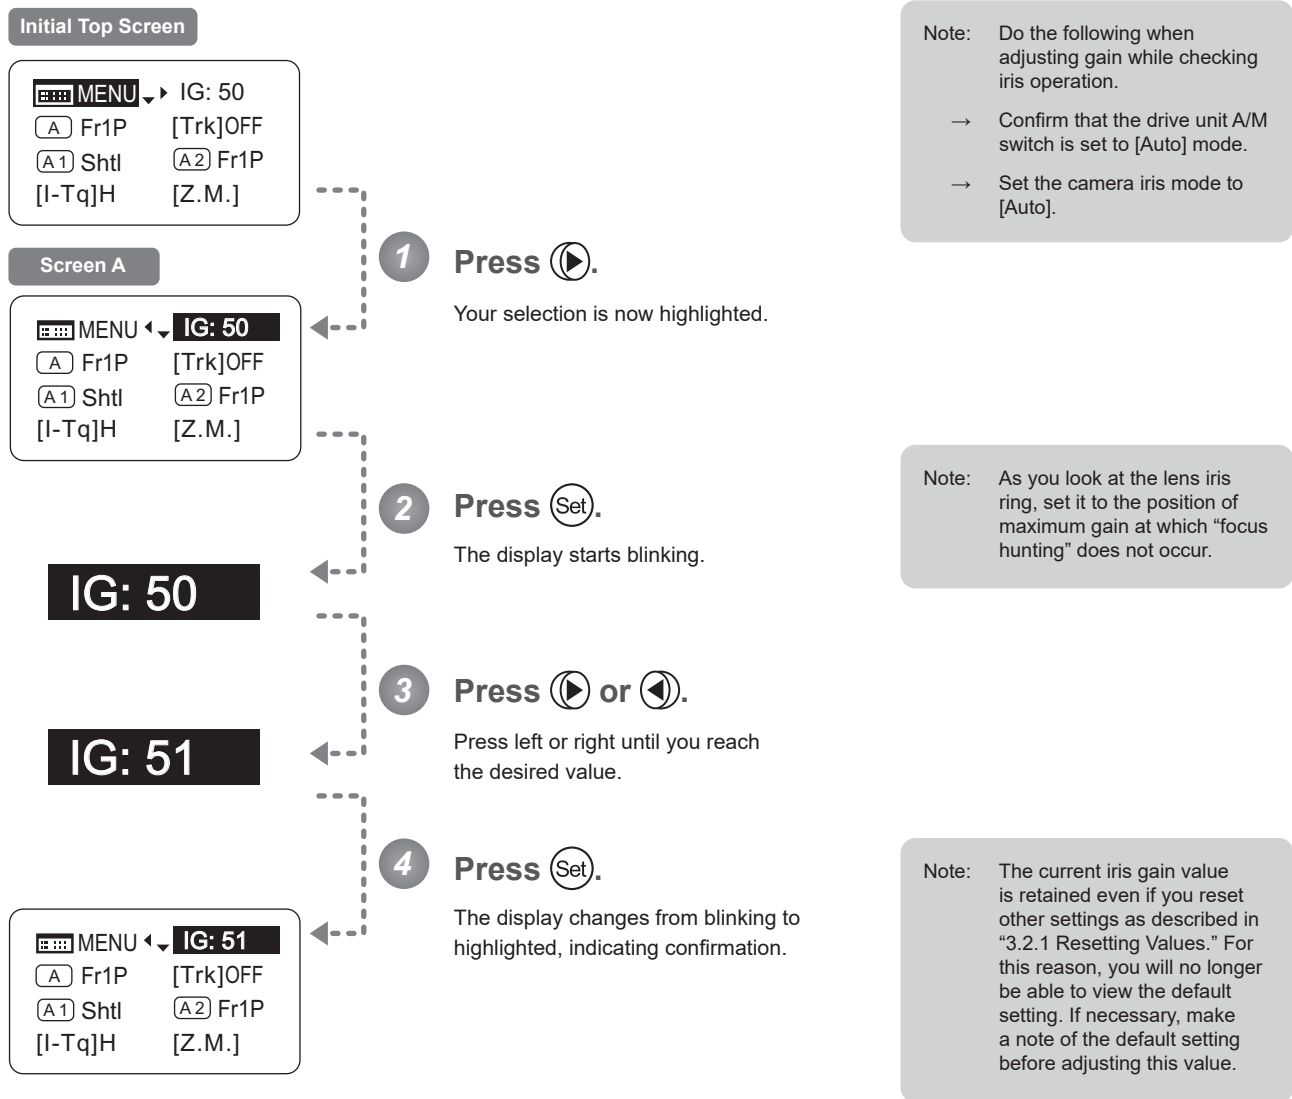 Initial Top Screen
MENU IG: 50
A Fr1P [Trk]OFF
A 1 Shtl A 2 Fr1P
[I-Tq]H [Z.M.]
Screen A
MENU IG: 50
A Fr1P [Trk]OFF
A 1 Shtl A 2 Fr1P
[I-Tq]H [Z.M.]
IG: 50
IG: 51
MENU IG: 51
A Fr1P [Trk]OFF
A 1 Shtl A 2 Fr1P
[I-Tq]H [Z.M.]
1 Press .
Your selection is now highlighted.
2 Press Set.
The display starts blinking.
3 Press or .
Press left or right until you reach
the desired value.
4 Press Set.
The display changes from blinking to
highlighted, indicating confirmation.
Note: Do the following when
adjusting gain while checking
iris operation.
→ Confirm that the drive unit A/M
switch is set to [Auto] mode.
→ Set the camera iris mode to
[Auto].
Note: As you look at the lens iris
ring, set it to the position of
maximum gain at which “focus
hunting” does not occur.
Note: The current iris gain value
is retained even if you reset
other settings as described in
“3.2.1 Resetting Values.” For
this reason, you will no longer
be able to view the default
setting. If necessary, make
a note of the default setting
before adjusting this value.